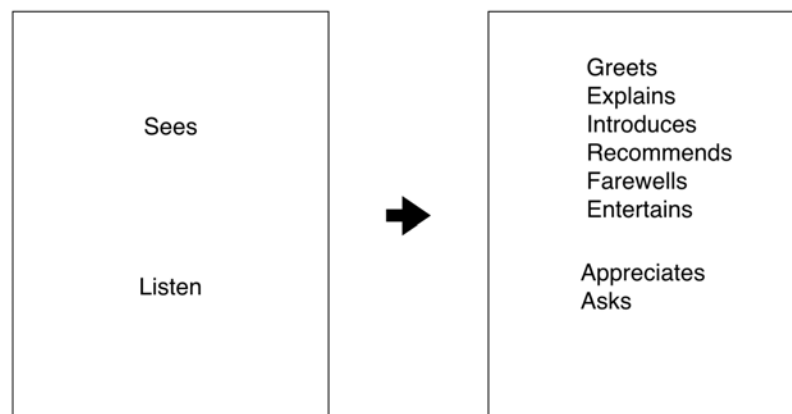 Sees
Listen
Greets
Explains
Introduces
Recommends
Farewells
Entertains
Appreciates
Asks